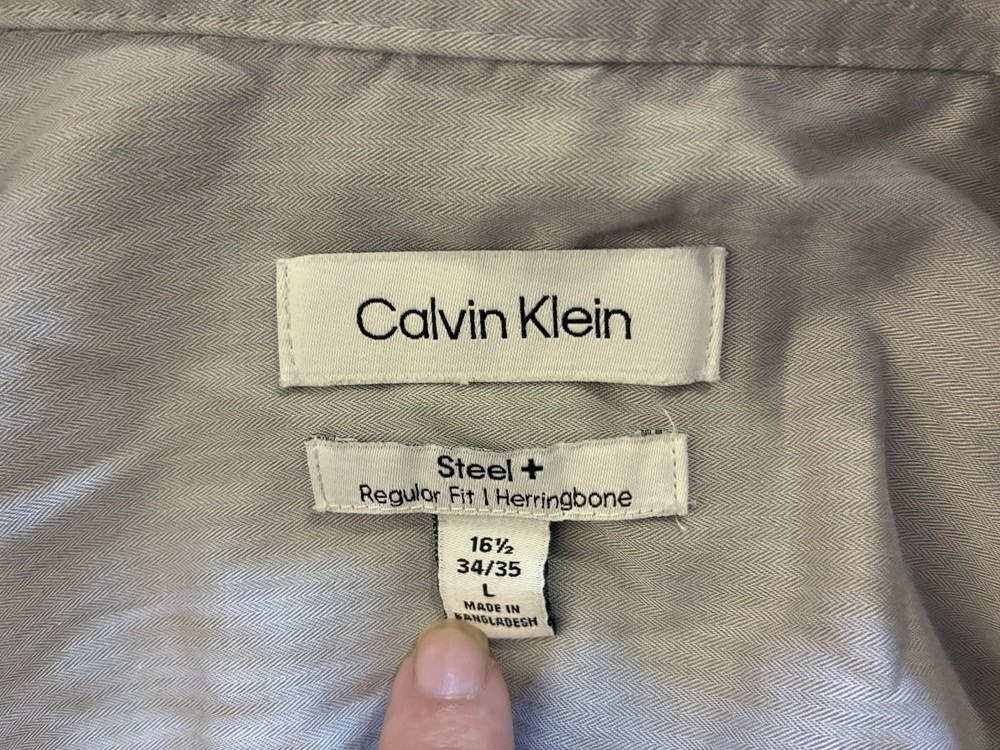 Calvin Klein
Steel +
Regular Fit | Herringbone
16½
34/35
L
MADE IN
BANGLADESH